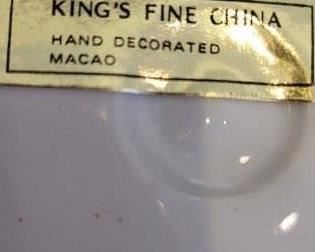 KING'S FINE CHINA
HAND DECORATED
MACAO